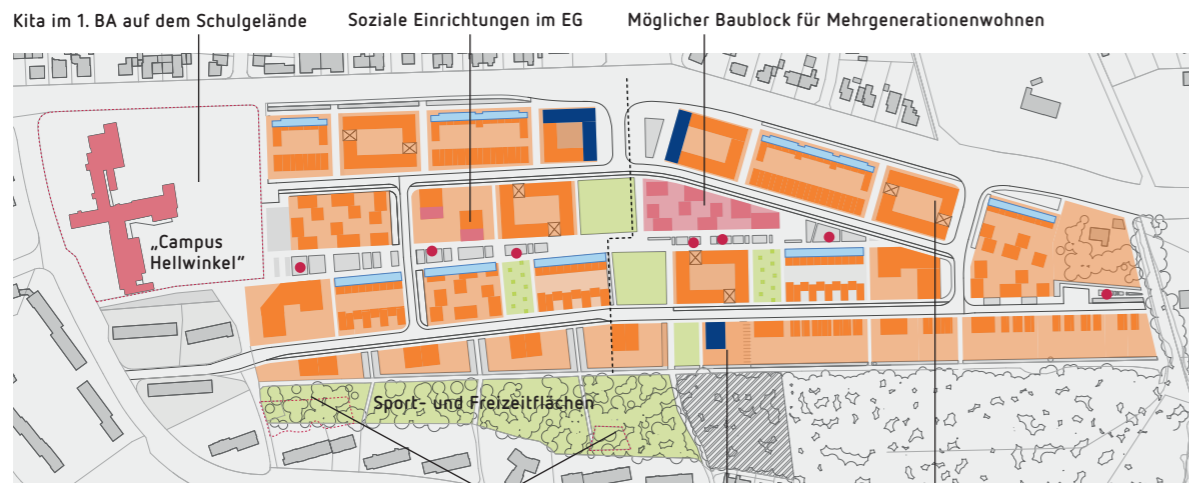 Kita im 1. BA auf dem Schulgelände
Soziale Einrichtungen im EG
Möglicher Baublock für Mehrgenerationenwohnen
„Campus
Hellwinkel“
Sport- und Freizeitflächen